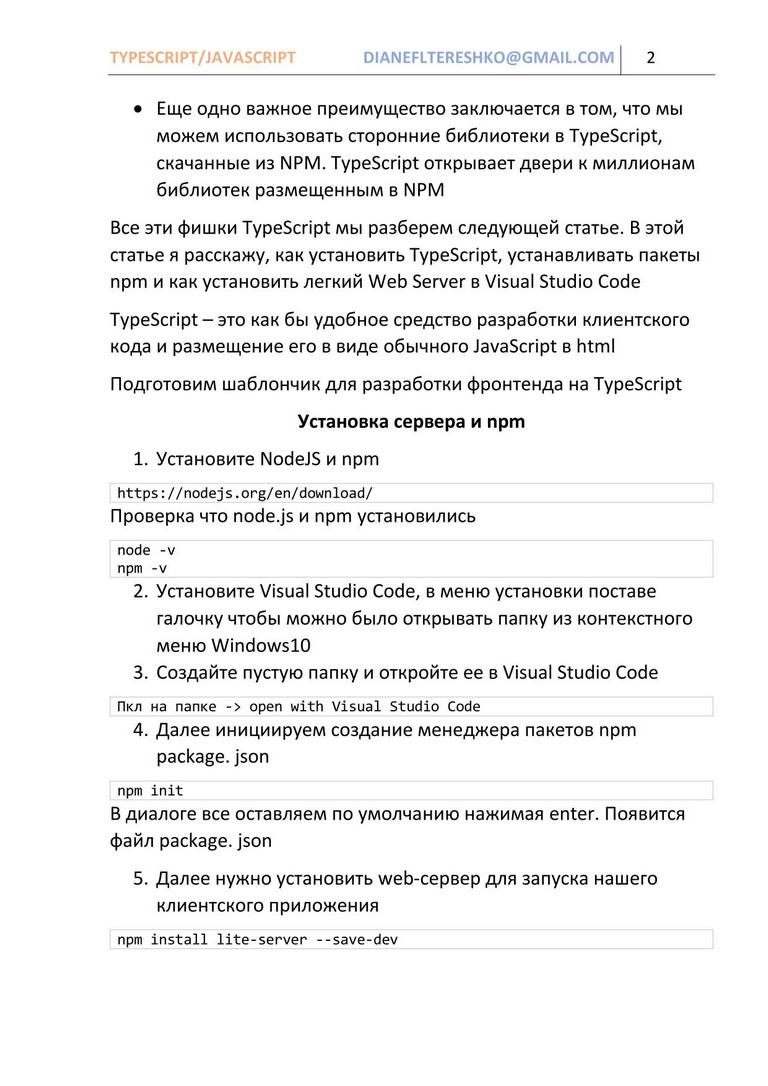 TYPESCRIPT/JAVASCRIPT DIANEFLTERESHKO@GMAIL.COM 2
• Еще одно важное преимущество заключается в том, что мы
можем использовать сторонние библиотеки в TypeScript,
скачанные из NPM. TypeScript открывает двери к миллионам
библиотек размещенным в NPM
Все эти фишки TypeScript мы разберем следующей статье. В этой
статье я расскажу, как установить TypeScript, устанавливать пакеты
npm и как установить легкий Web Server в Visual Studio Code
TypeScript – это как бы удобное средство разработки клиентского
кода и размещение его в виде обычного JavaScript в html
Подготовим шаблончик для разработки фронтенда на TypeScript
Установка сервера и npm
1. Установите NodeJS и npm
https://nodejs.org/en/download/
Проверка что node.js и npm установились
node -v
npm -v
2. Установите Visual Studio Code, в меню установки поставе
галочку чтобы можно было открывать папку из контекстного
меню Windows10
3. Создайте пустую папку и откройте ее в Visual Studio Code
Пкл на папке -> open with Visual Studio Code
4. Далее инициируем создание менеджера пакетов npm
package. json
npm init
В диалоге все оставляем по умолчанию нажимая enter. Появится
файл package. json
5. Далее нужно установить web-сервер для запуска нашего
клиентского приложения
npm install lite-server --save-dev